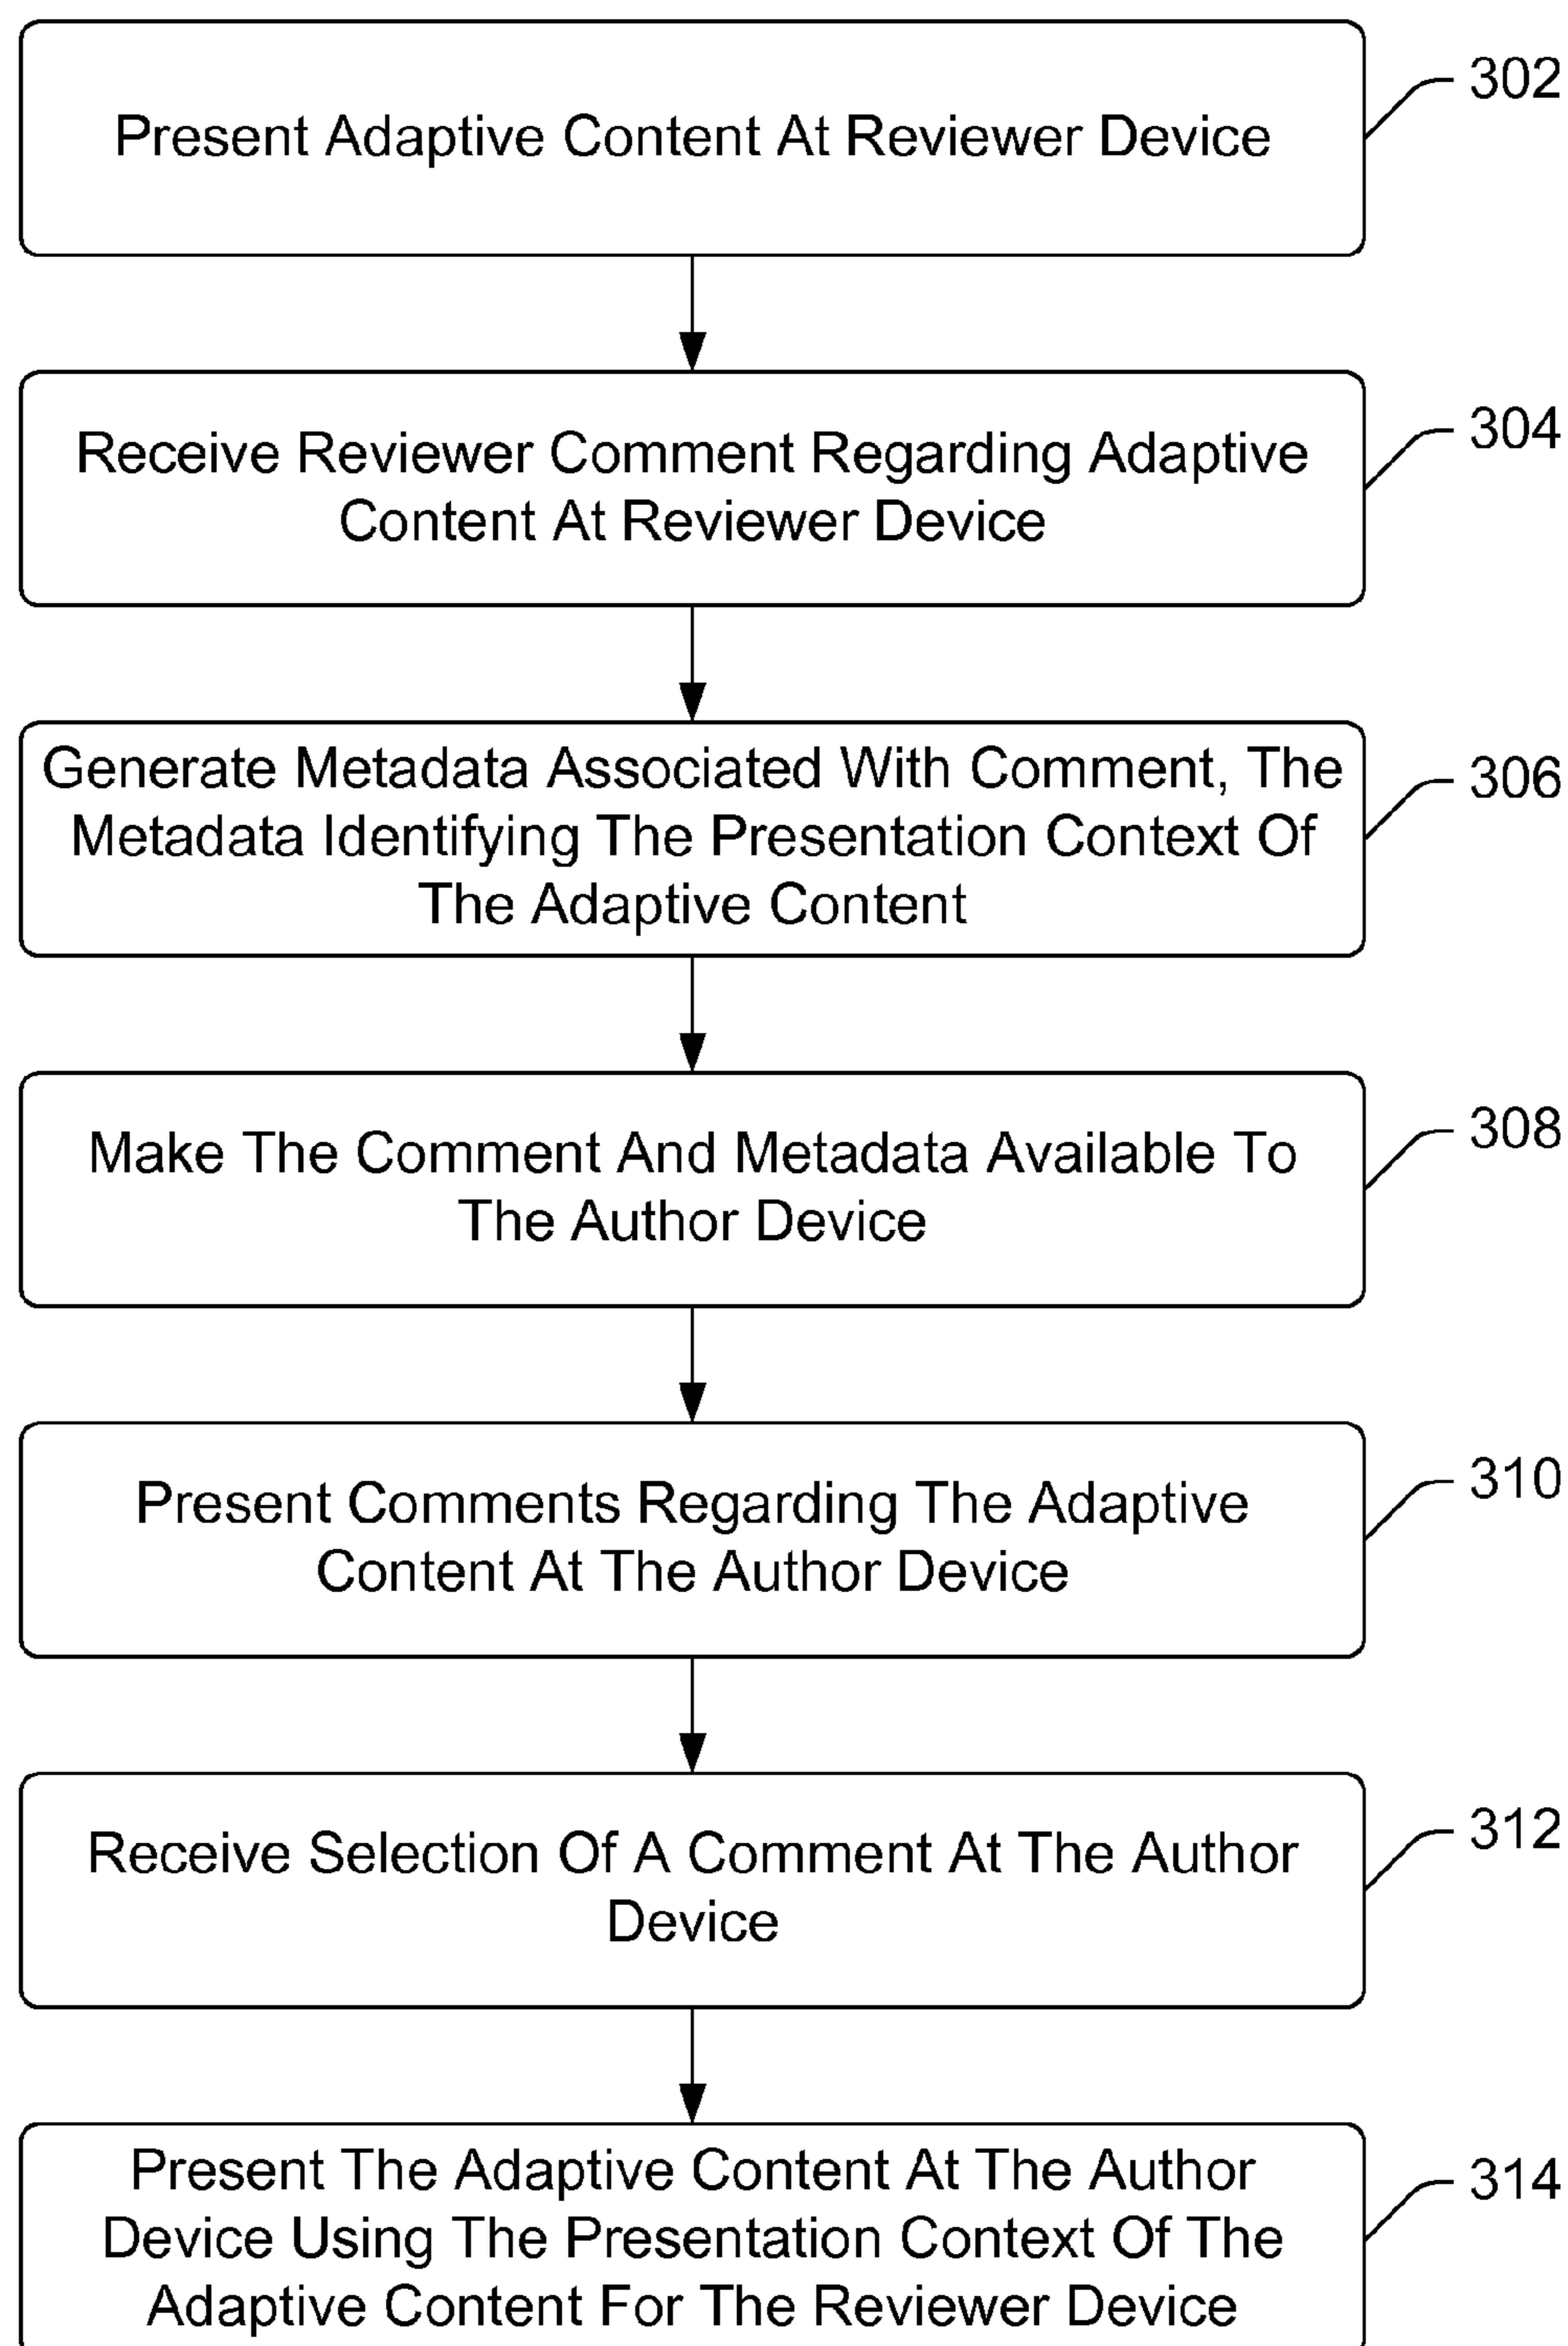 Present Adaptive Content At Reviewer Device
302
Receive Reviewer Comment Regarding Adaptive
Content At Reviewer Device
304
Generate Metadata Associated With Comment, The
Metadata Identifying The Presentation Context Of
The Adaptive Content
306
Make The Comment And Metadata Available To
The Author Device
308
Present Comments Regarding The Adaptive
Content At The Author Device
310
Receive Selection Of A Comment At The Author
Device
312
Present The Adaptive Content At The Author
Device Using The Presentation Context Of The
Adaptive Content For The Reviewer Device
314